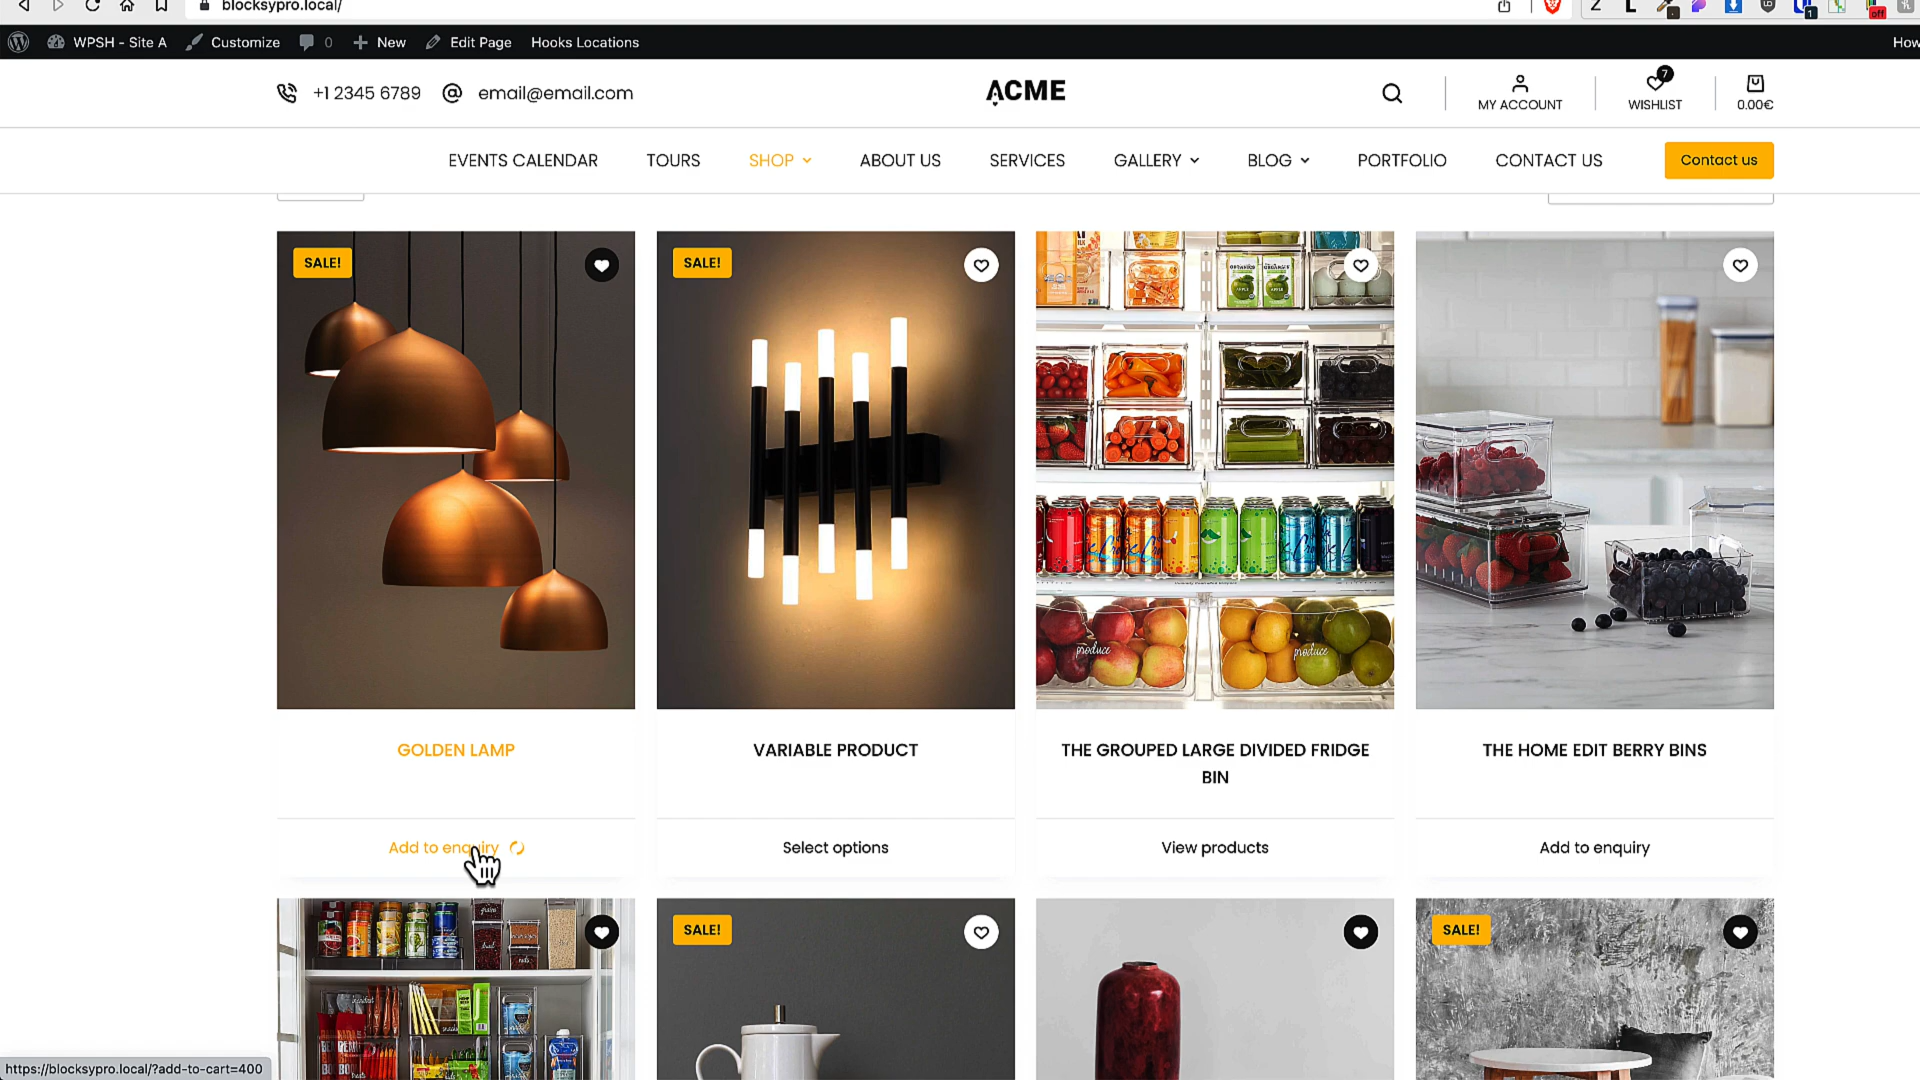 blocksypro.local/
WPSH - Site A Customize 0 New Edit Page Hooks Locations How
+1 2345 6789 email@email.com ACME MY ACCOUNT 7 WISHLIST 0.00€
EVENTS CALENDAR TOURS SHOP ABOUT US SERVICES GALLERY BLOG PORTFOLIO CONTACT US Contact us
SALE! SALE!
produce produce
GOLDEN LAMP VARIABLE PRODUCT THE GROUPED LARGE DIVIDED FRIDGE BIN THE HOME EDIT BERRY BINS
Add to enquiry Select options View products Add to enquiry
SALE! SALE!
https://blocksypro.local/?add-to-cart=400